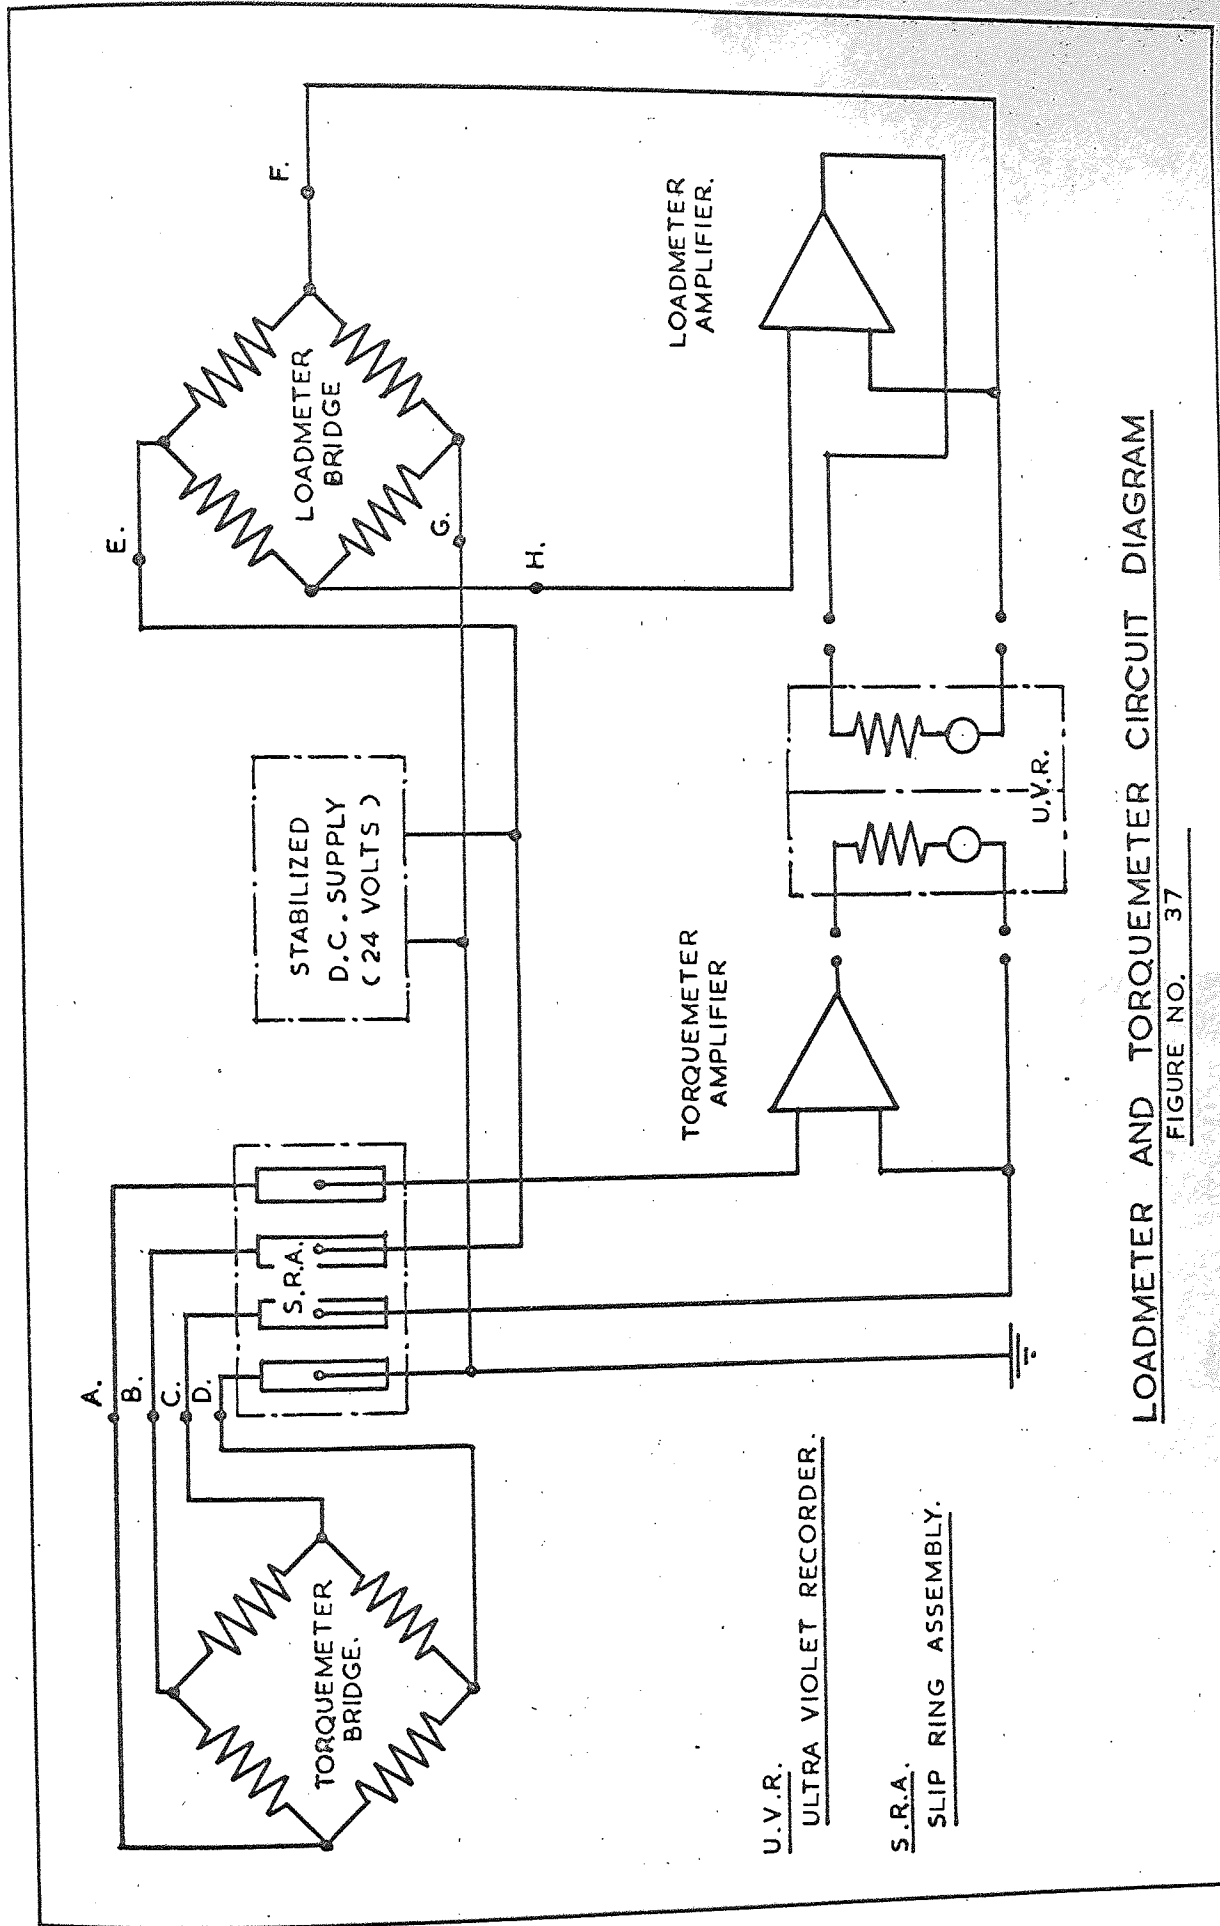 A.
B.
C.
D.
E.
F.
G.
H.
TORQUEMETER
BRIDGE.
S.R.A.
STABILIZED
D.C. SUPPLY
(24 VOLTS)
LOADMETER
BRIDGE
TORQUEMETER
AMPLIFIER
LOADMETER
AMPLIFIER.
U.V.R.
U.V.R.
ULTRA VIOLET RECORDER.
S.R.A.
SLIP RING ASSEMBLY.
LOADMETER AND TORQUEMETER CIRCUIT DIAGRAM
FIGURE NO. 37